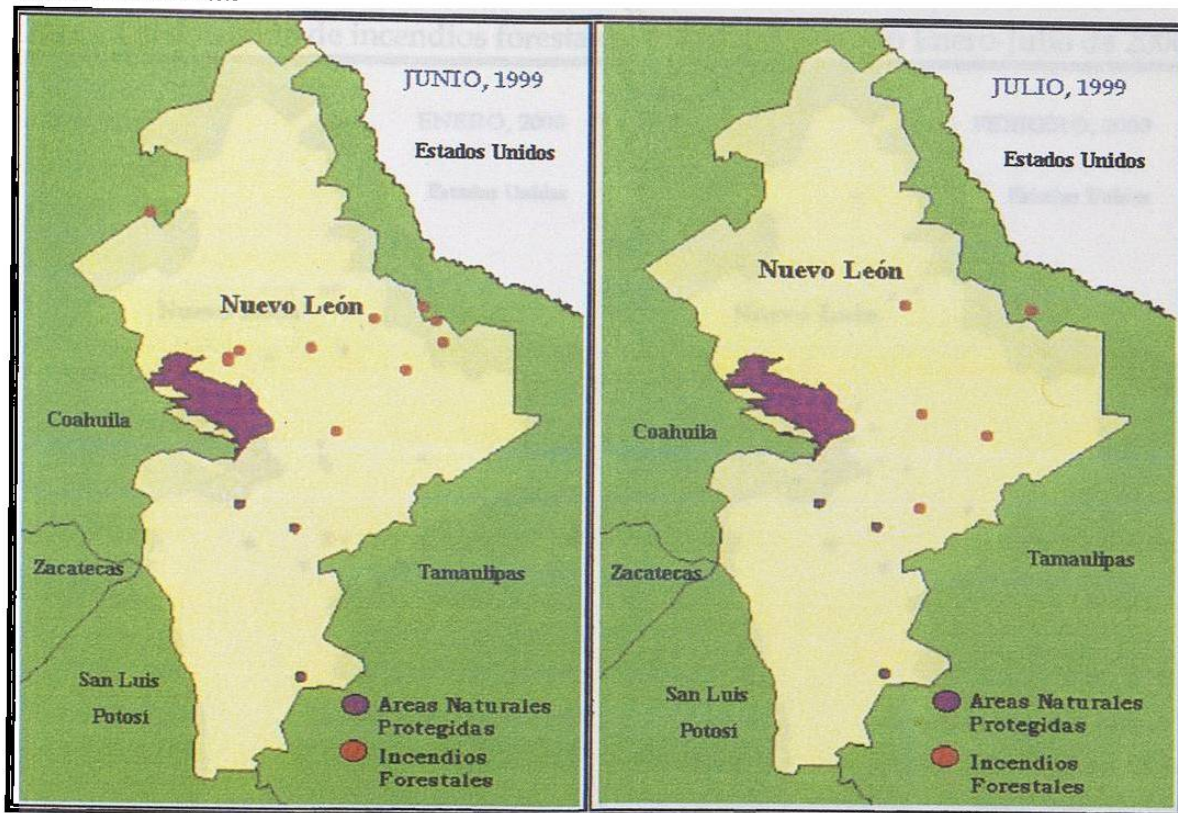 JUNIO, 1999
Estados Unidos
Nuevo León
Coahuila
Zacatecas
Tamaulipas
San Luis
Potosí
Areas Naturales
Protegidas
Incendios
Forestales
JULIO, 1999
Estados Unidos
Nuevo León
Coahuila
Zacatecas
Tamaulipas
San Luis
Potosí
Areas Naturales
Protegidas
Incendios
Forestales